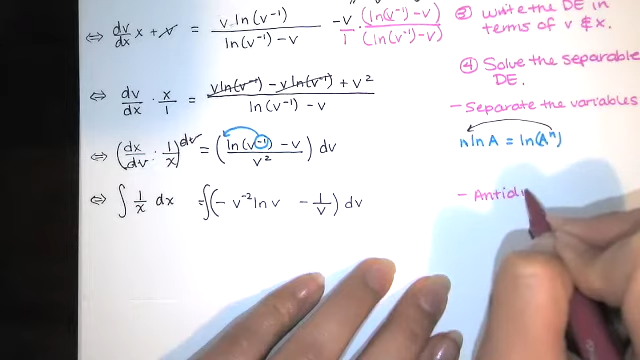 ⇔ dv/dx x + v = v·ln(v⁻¹)/(ln(v⁻¹) - v) - v/1 · (ln(v⁻¹) - v)/(ln(v⁻¹) - v)
⇔ dv/dx · x/1 = (v ln(v⁻¹) - v ln(v⁻¹) + v²)/(ln(v⁻¹) - v)
⇔ (dx/dv · 1/x) dv = ((ln(v⁻¹) - v)/v²) dv
⇔ ∫ 1/x dx = ∫(- v⁻² ln v - 1/v) dv
③ Write the DE in
terms of v & x.
④ Solve the separable
DE.
- Separate the variables
n ln A = ln(Aⁿ)
- Antid